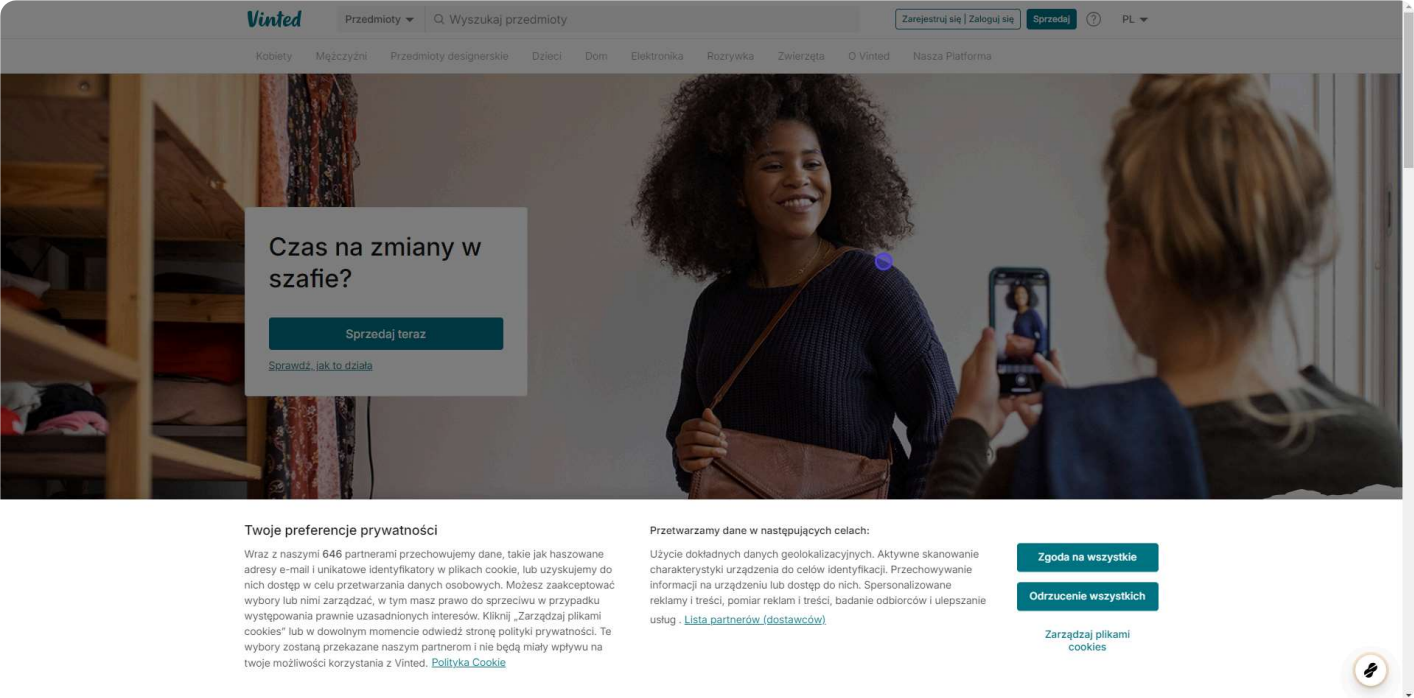 Vinted
Przedmioty
Wyszukaj przedmioty
Zarejestruj się | Zaloguj się
Sprzedaj
?
PL
Kobiety Mężczyźni Przedmioty designerskie Dzieci Dom Elektronika Rozrywka Zwierzęta O Vinted Nasza Platforma
Czas na zmiany w
szafie?
Sprzedaj teraz
Sprawdź, jak to działa
Twoje preferencje prywatności
Wraz z naszymi 646 partnerami przechowujemy dane, takie jak haszowane
adresy e-mail i unikatowe identyfikatory w plikach cookie, lub uzyskujemy do
nich dostęp w celu przetwarzania danych osobowych. Możesz zaakceptować
wybory lub nimi zarządzać, w tym masz prawo do sprzeciwu w przypadku
występowania prawnie uzasadnionych interesów. Kliknij „Zarządzaj plikami
cookies” lub w dowolnym momencie odwiedź stronę polityki prywatności. Te
wybory zostaną przekazane naszym partnerom i nie będą miały wpływu na
twoje możliwości korzystania z Vinted. Polityka Cookie
Przetwarzamy dane w następujących celach:
Użycie dokładnych danych geolokalizacyjnych. Aktywne skanowanie
charakterystyki urządzenia do celów identyfikacji. Przechowywanie
informacji na urządzeniu lub dostęp do nich. Spersonalizowane
reklamy i treści, pomiar reklam i treści, badanie odbiorców i ulepszanie
usług . Lista partnerów (dostawców)
Zgoda na wszystkie
Odrzucenie wszystkich
Zarządzaj plikami
cookies